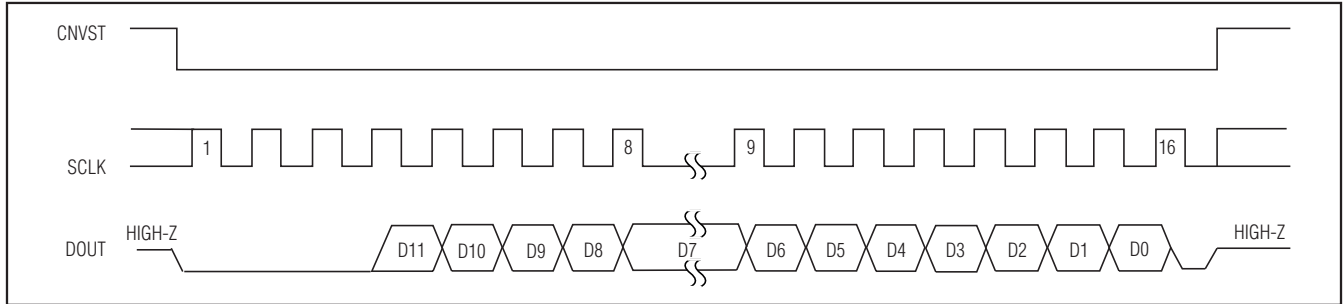 CNVST
SCLK
1
8
9
16
DOUT
HIGH-Z
D11
D10
D9
D8
D7
D6
D5
D4
D3
D2
D1
D0
HIGH-Z